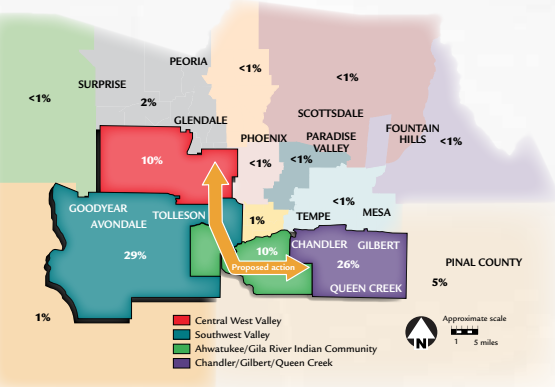 PEORIA
<1%
<1%
SURPRISE
<1%
2%
SCOTTSDALE
GLENDALE
FOUNTAIN
HILLS
<1%
PHOENIX
PARADISE
VALLEY
10%
<1%
<1%
<1%
GOODYEAR
TOLLESON
AVONDALE
1%
TEMPE
MESA
CHANDLER
GILBERT
29%
10%
Proposed action
26%
PINAL COUNTY
QUEEN CREEK
5%
1%
Central West Valley
Southwest Valley
Ahwatukee/Gila River Indian Community
Chandler/Gilbert/Queen Creek
N
Approximate scale
1 5 miles